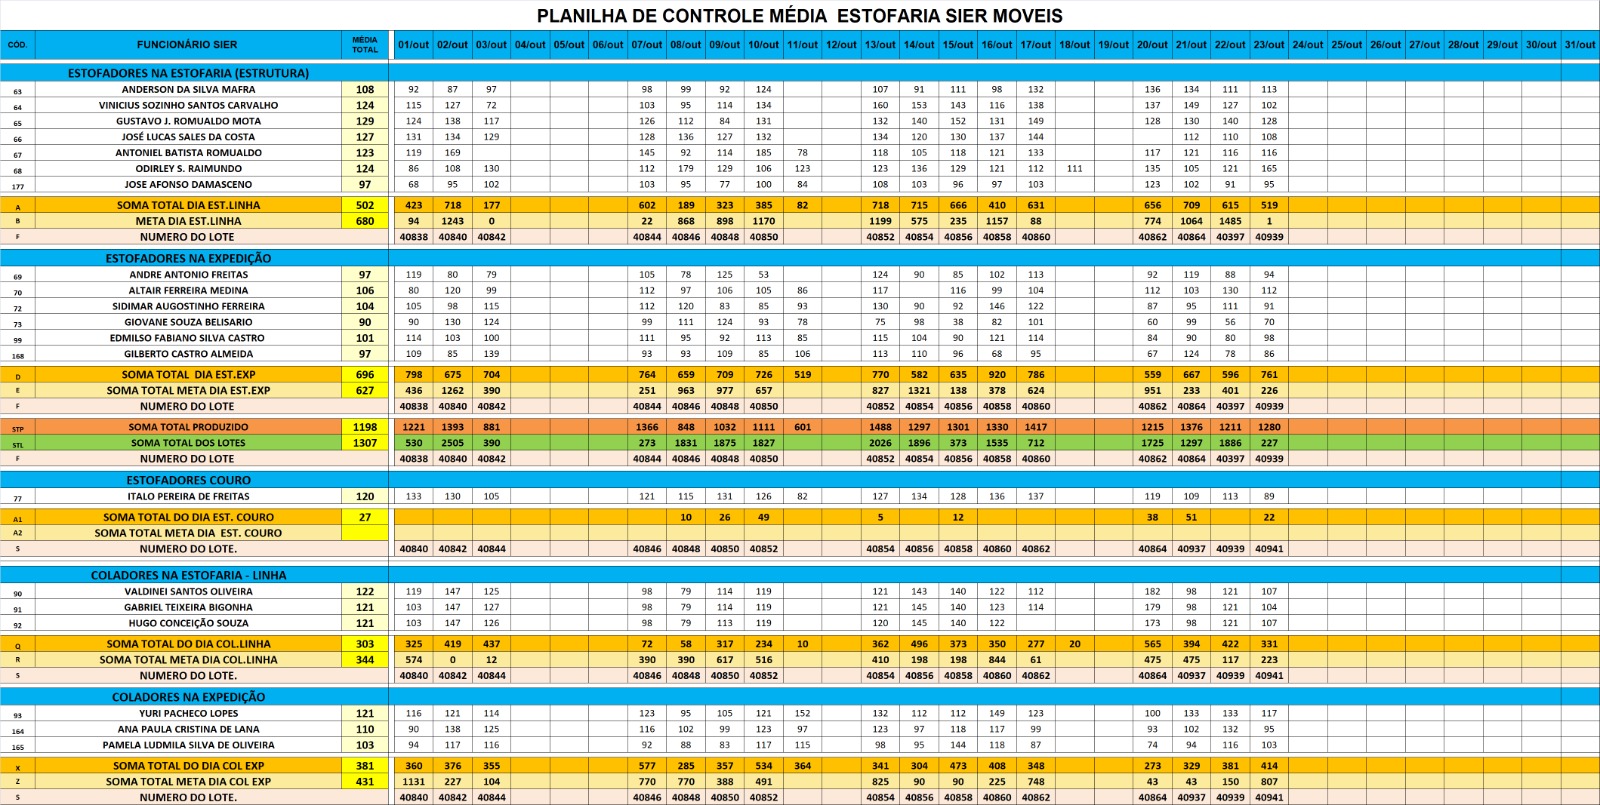 PLANILHA DE CONTROLE MÉDIA ESTOFARIA SIER MOVEIS
CÓD. FUNCIONÁRIO SIER MÉDIA TOTAL 01/out 02/out 03/out 04/out 05/out 06/out 07/out 08/out 09/out 10/out 11/out 12/out 13/out 14/out 15/out 16/out 17/out 18/out 19/out 20/out 21/out 22/out 23/out 24/out 25/out 26/out 27/out 28/out 29/out 30/out 31/out
ESTOFADORES NA ESTOFARIA (ESTRUTURA)
63 ANDERSON DA SILVA MAFRA 108 92 87 97 98 99 92 124 107 91 111 98 132 136 134 111 113
64 VINICIUS SOZINHO SANTOS CARVALHO 124 115 127 72 103 95 114 134 160 153 143 116 138 137 149 127 102
65 GUSTAVO J. ROMUALDO MOTA 129 124 138 117 126 112 84 131 132 140 152 131 149 128 130 140 128
66 JOSÉ LUCAS SALES DA COSTA 127 131 134 129 128 136 127 132 134 120 130 137 144 112 110 108
67 ANTONIEL BATISTA ROMUALDO 123 119 169 145 92 114 185 78 118 105 118 121 133 117 121 116 116
68 ODIRLEY S. RAIMUNDO 124 86 108 130 112 179 129 106 123 123 136 129 121 112 111 135 105 121 165
177 JOSE AFONSO DAMASCENO 97 68 95 102 103 95 77 100 84 108 103 96 97 103 123 102 91 95
A SOMA TOTAL DIA EST.LINHA 502 423 718 177 602 189 323 385 82 718 715 666 410 631 656 709 615 519
B META DIA EST.LINHA 680 94 1243 0 22 868 898 1170 1199 575 235 1157 88 774 1064 1485 1
F NUMERO DO LOTE 40838 40840 40842 40844 40846 40848 40850 40852 40854 40856 40858 40860 40862 40864 40397 40939
ESTOFADORES NA EXPEDIÇÃO
69 ANDRE ANTONIO FREITAS 97 119 80 79 105 78 125 53 124 90 85 102 113 92 119 88 94
70 ALTAIR FERREIRA MEDINA 106 80 120 99 112 97 106 105 86 117 116 99 104 112 103 130 112
72 SIDIMAR AUGOSTINHO FERREIRA 104 105 98 115 112 120 83 85 93 130 90 92 146 122 87 95 111 91
73 GIOVANE SOUZA BELISARIO 90 90 130 124 99 111 124 93 78 75 98 38 82 101 60 99 56 70
99 EDMILSO FABIANO SILVA CASTRO 101 114 103 100 111 95 92 113 85 115 104 90 121 114 84 90 80 98
168 GILBERTO CASTRO ALMEIDA 97 109 85 139 93 93 109 85 106 113 110 96 68 95 67 124 78 86
D SOMA TOTAL DIA EST.EXP 696 798 675 704 764 659 709 726 519 770 582 635 920 786 559 667 596 761
E SOMA TOTAL META DIA EST.EXP 627 436 1262 390 251 963 977 657 827 1321 138 378 624 951 233 401 226
F NUMERO DO LOTE 40838 40840 40842 40844 40846 40848 40850 40852 40854 40856 40858 40860 40862 40864 40397 40939
STP SOMA TOTAL PRODUZIDO 1198 1221 1393 881 1366 848 1032 1111 601 1488 1297 1301 1330 1417 1215 1376 1211 1280
STL SOMA TOTAL DOS LOTES 1307 530 2505 390 273 1831 1875 1827 2026 1896 373 1535 712 1725 1297 1886 227
F NUMERO DO LOTE 40838 40840 40842 40844 40846 40848 40850 40852 40854 40856 40858 40860 40862 40864 40397 40939
ESTOFADORES COURO
77 ITALO PEREIRA DE FREITAS 120 133 130 105 121 115 131 126 82 127 134 128 136 137 119 109 113 89
A1 SOMA TOTAL DO DIA EST. COURO 27 10 26 49 5 12 38 51 22
A2 SOMA TOTAL META DIA EST. COURO
S NUMERO DO LOTE. 40840 40842 40844 40846 40848 40850 40852 40854 40856 40858 40860 40862 40864 40937 40939 40941
COLADORES NA ESTOFARIA - LINHA
90 VALDINEI SANTOS OLIVEIRA 122 119 147 125 98 79 114 119 121 143 140 122 112 182 98 121 107
91 GABRIEL TEIXEIRA BIGONHA 121 103 147 127 98 79 114 119 121 145 140 123 114 179 98 121 104
92 HUGO CONCEIÇÃO SOUZA 121 103 147 126 98 79 113 119 120 145 140 122 173 98 121 107
Q SOMA TOTAL DO DIA COL.LINHA 303 325 419 437 72 58 317 234 10 362 496 373 350 277 20 565 394 422 331
R SOMA TOTAL META DIA COL.LINHA 344 574 0 12 390 390 617 516 410 198 198 844 61 475 475 117 223
S NUMERO DO LOTE. 40840 40842 40844 40846 40848 40850 40852 40854 40856 40858 40860 40862 40864 40937 40939 40941
COLADORES NA EXPEDIÇÃO
93 YURI PACHECO LOPES 121 116 121 114 123 95 105 121 152 132 112 112 149 123 100 133 133 117
164 ANA PAULA CRISTINA DE LANA 110 90 138 125 116 102 99 123 97 123 97 118 117 99 93 102 132 95
165 PAMELA LUDMILA SILVA DE OLIVEIRA 103 94 117 116 92 88 83 117 115 98 95 144 118 87 74 94 116 103
X SOMA TOTAL DO DIA COL EXP 381 360 376 355 577 285 357 534 364 341 304 473 408 348 273 329 381 414
Z SOMA TOTAL META DIA COL EXP 431 1131 227 104 770 770 388 491 825 90 90 225 748 43 43 150 807
S NUMERO DO LOTE. 40840 40842 40844 40846 40848 40850 40852 40854 40856 40858 40860 40862 40864 40937 40939 40941